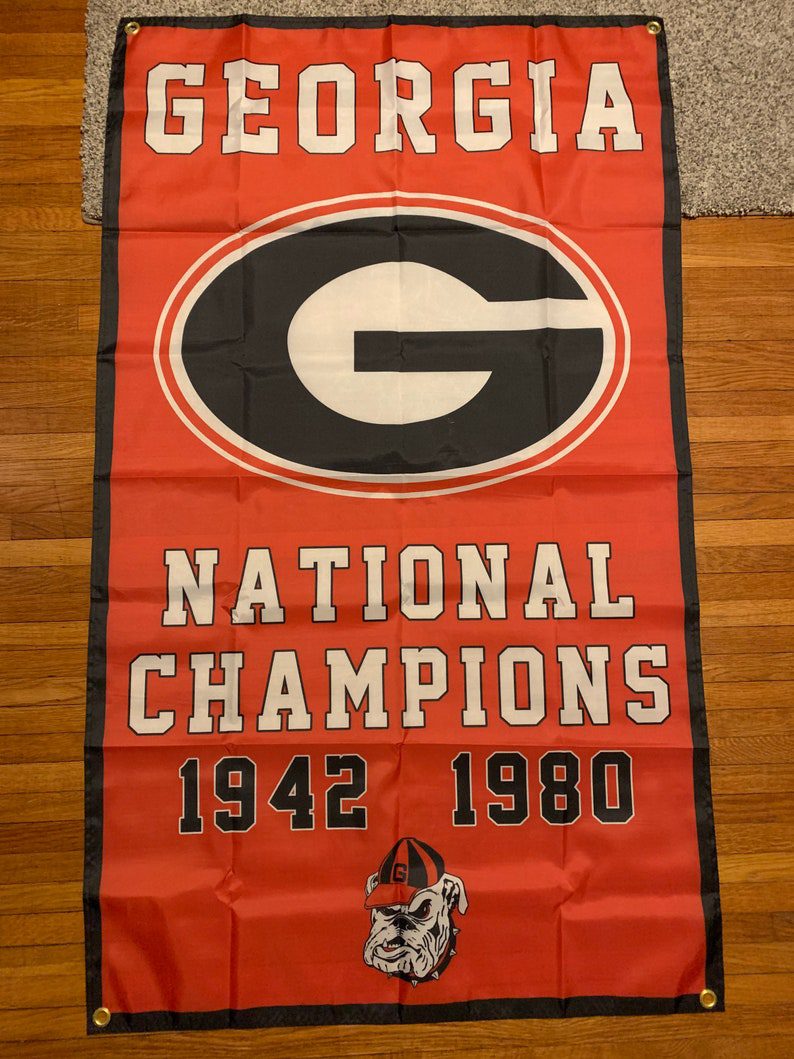 GEORGIA
G
NATIONAL
CHAMPIONS
1942 1980
G